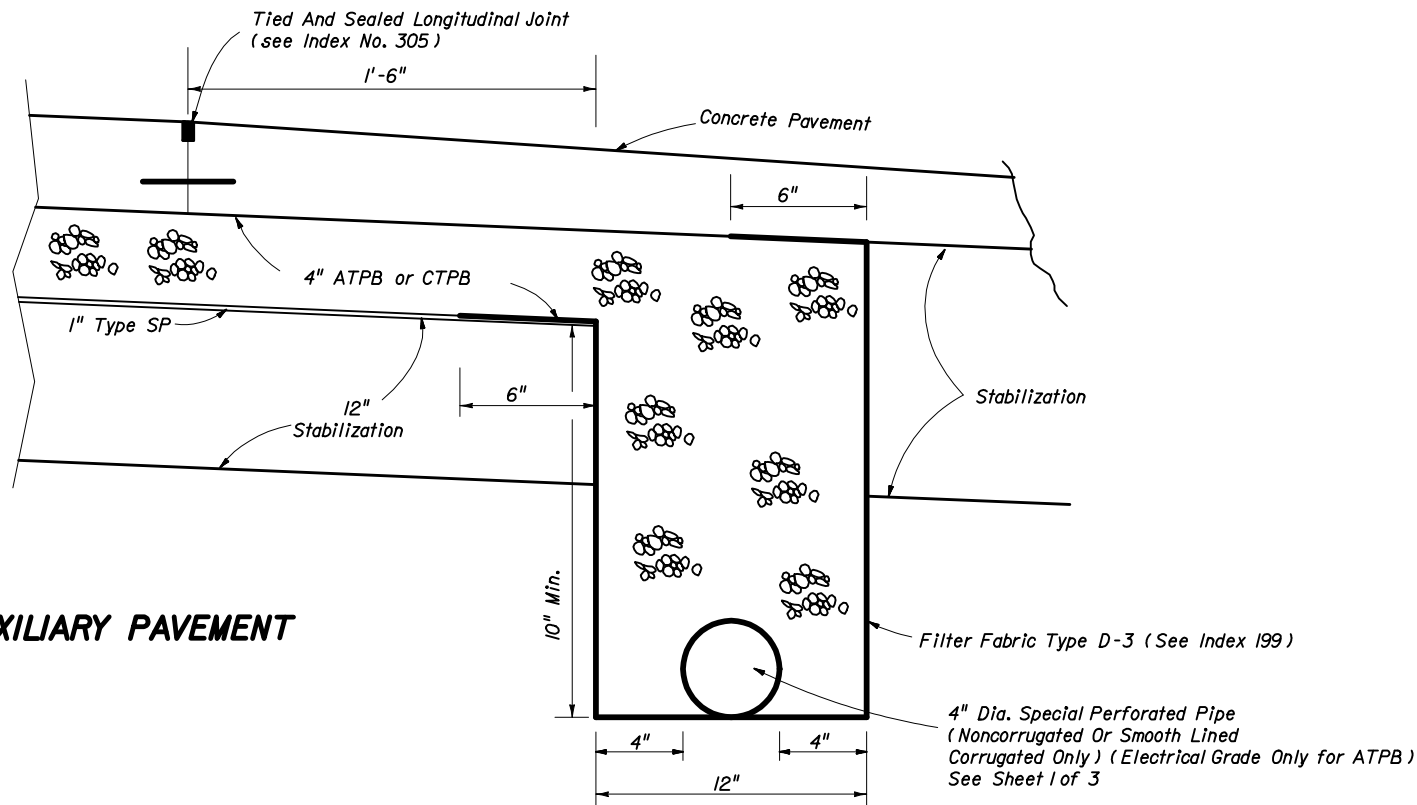 Tied And Sealed Longitudinal Joint
(see Index No. 305)
1'-6"
Concrete Pavement
6"
4" ATPB or CTPB
1" Type SP
6"
12"
Stabilization
Stabilization
10" Min.
XILIARY PAVEMENT
Filter Fabric Type D-3 (See Index 199)
4" Dia. Special Perforated Pipe
(Noncorrugated Or Smooth Lined
Corrugated Only) (Electrical Grade Only for ATPB)
See Sheet 1 of 3
4"
4"
12"